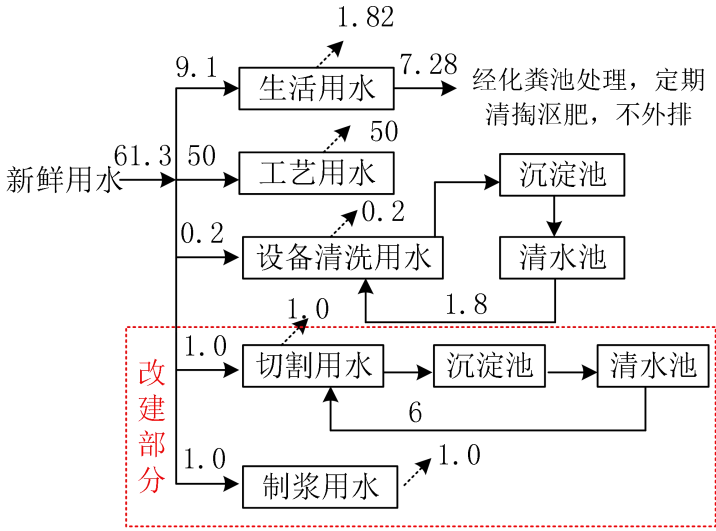 1.82
9.1
生活用水
7.28
经化粪池处理，定期
清掏沤肥，不外排
新鲜用水
61.3
50
工艺用水
50
沉淀池
0.2
设备清洗用水
0.2
清水池
1.8
改建部分
1.0
切割用水
1.0
沉淀池
清水池
6
1.0
制浆用水
1.0